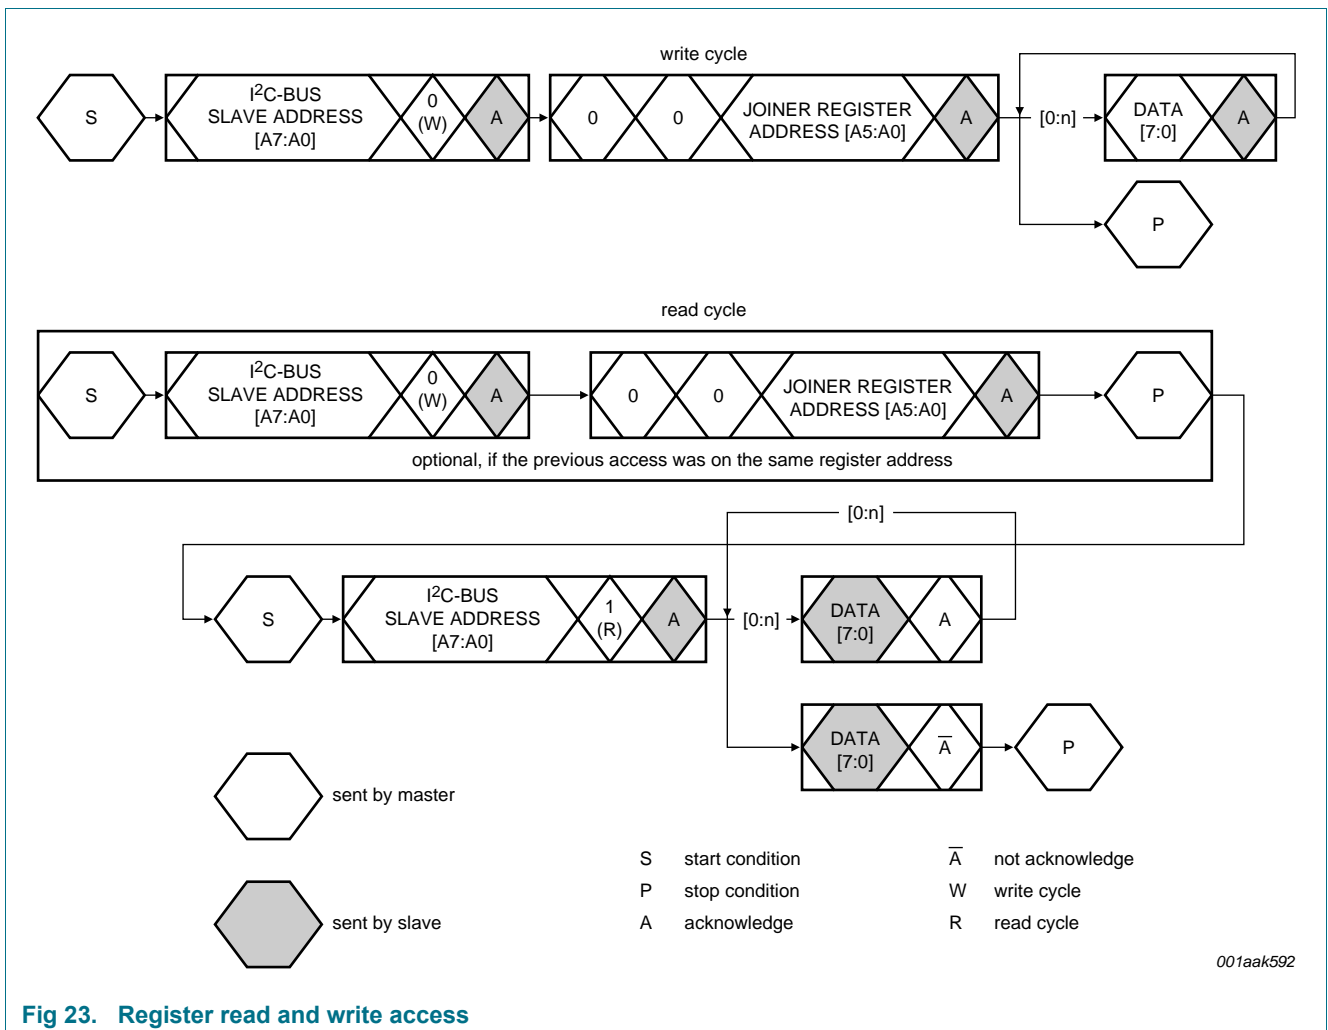 write cycle
S
I2C-BUS
SLAVE ADDRESS
[A7:A0]
0
(W)
A
0
0
JOINER REGISTER
ADDRESS [A5:A0]
A
[0:n]
DATA
[7:0]
A
P
read cycle
S
I2C-BUS
SLAVE ADDRESS
[A7:A0]
0
(W)
A
0
0
JOINER REGISTER
ADDRESS [A5:A0]
A
P
optional, if the previous access was on the same register address
[0:n]
S
I2C-BUS
SLAVE ADDRESS
[A7:A0]
1
(R)
A
[0:n]
DATA
[7:0]
A
DATA
[7:0]
A̅
P
sent by master
sent by slave
S start condition
P stop condition
A acknowledge
A̅ not acknowledge
W write cycle
R read cycle
001aak592
Fig 23. Register read and write access